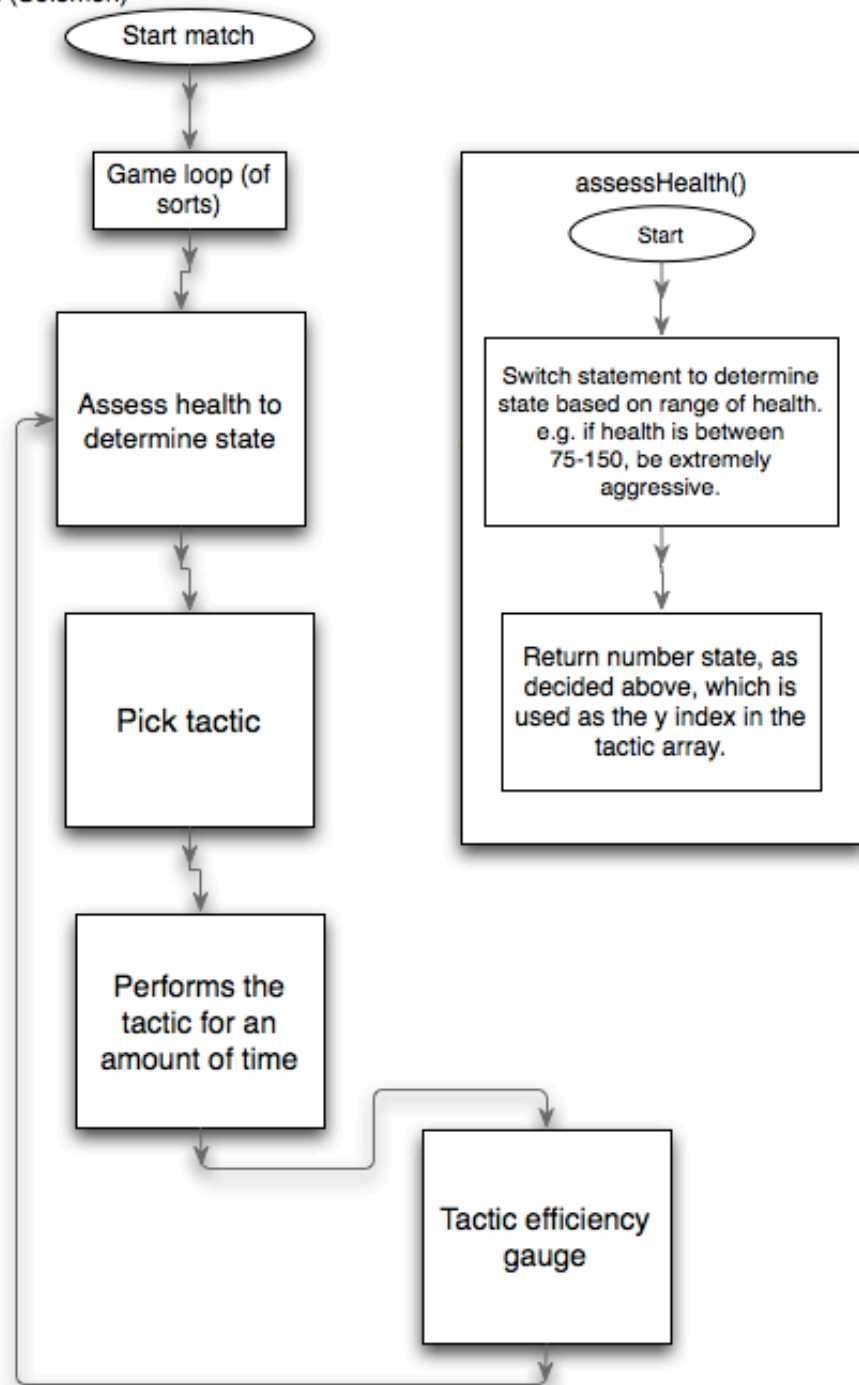 Start match
Game loop (of
sorts)
Assess health to
determine state
Pick tactic
Performs the
tactic for an
amount of time
Tactic efficiency
gauge
assessHealth()
Start
Switch statement to determine
state based on range of health.
e.g. if health is between
75-150, be extremely
aggressive.
Return number state, as
decided above, which is
used as the y index in the
tactic array.